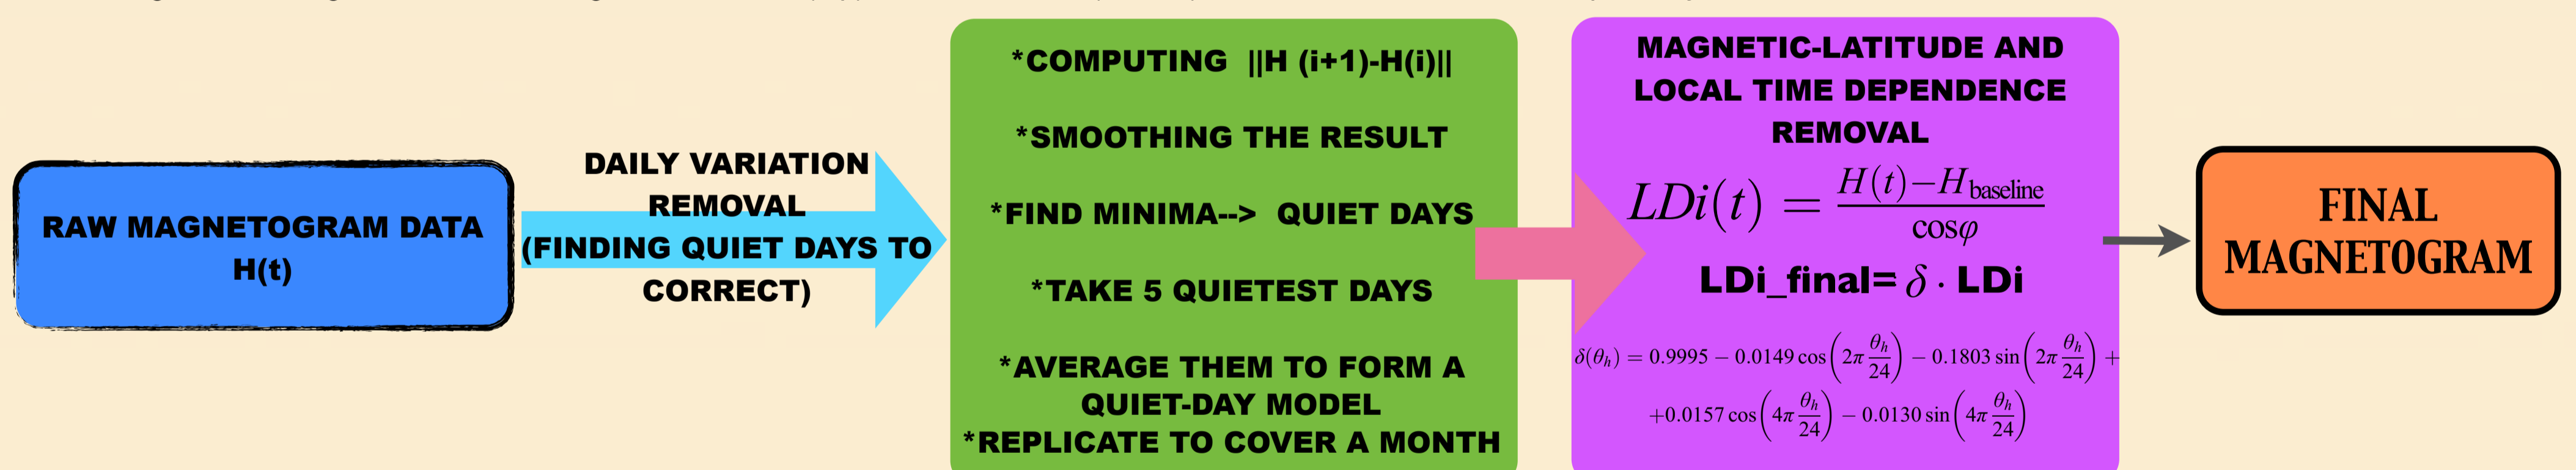 RAW MAGNETOGRAM DATA
H(t)
DAILY VARIATION
REMOVAL
(FINDING QUIET DAYS TO
CORRECT)
*COMPUTING ||H (i+1)-H(i)||
*SMOOTHING THE RESULT
*FIND MINIMA--> QUIET DAYS
*TAKE 5 QUIETEST DAYS
*AVERAGE THEM TO FORM A
QUIET-DAY MODEL
*REPLICATE TO COVER A MONTH
MAGNETIC-LATITUDE AND
LOCAL TIME DEPENDENCE
REMOVAL
LDi(t) = (H(t)−H_baseline)/(cosφ)
LDi_final= δ · LDi
δ(θ_h) = 0.9995 − 0.0149 cos(2π θ_h/24) − 0.1803 sin(2π θ_h/24) +
+0.0157 cos(4π θ_h/24) − 0.0130 sin(4π θ_h/24)
FINAL
MAGNETOGRAM